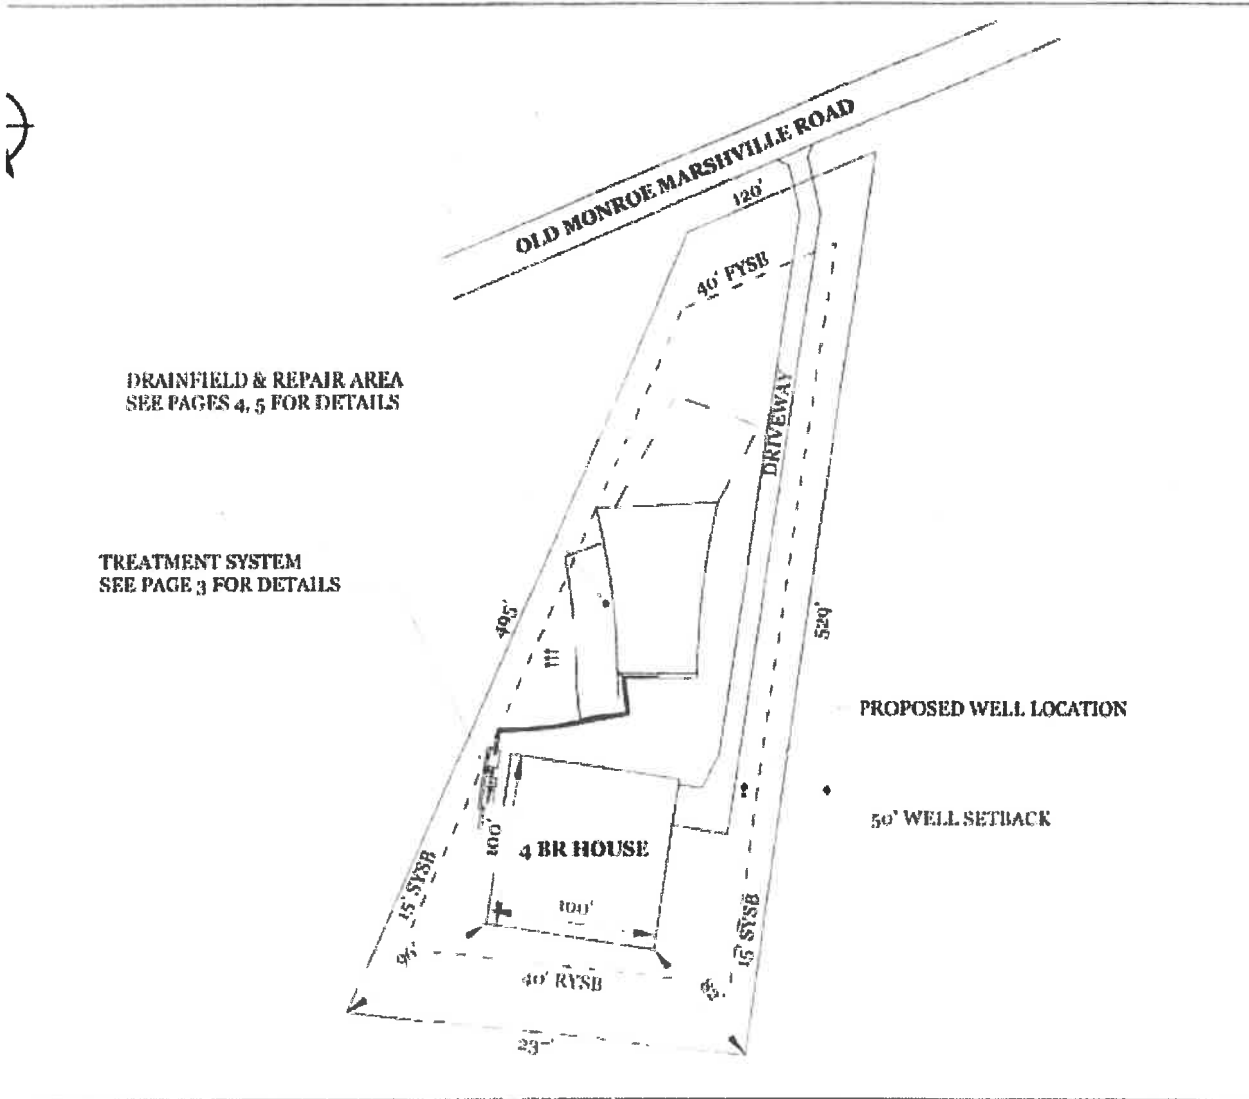 OLD MONROE MARSHVILLE ROAD
120'
40' FYSB
DRIVEWAY
DRAINFIELD & REPAIR AREA
SEE PAGES 4, 5 FOR DETAILS
TREATMENT SYSTEM
SEE PAGE 3 FOR DETAILS
495'
529'
PROPOSED WELL LOCATION
50' WELL SETBACK
100'
4 BR HOUSE
100'
15' SYSB
15' SYSB
40' RYSB